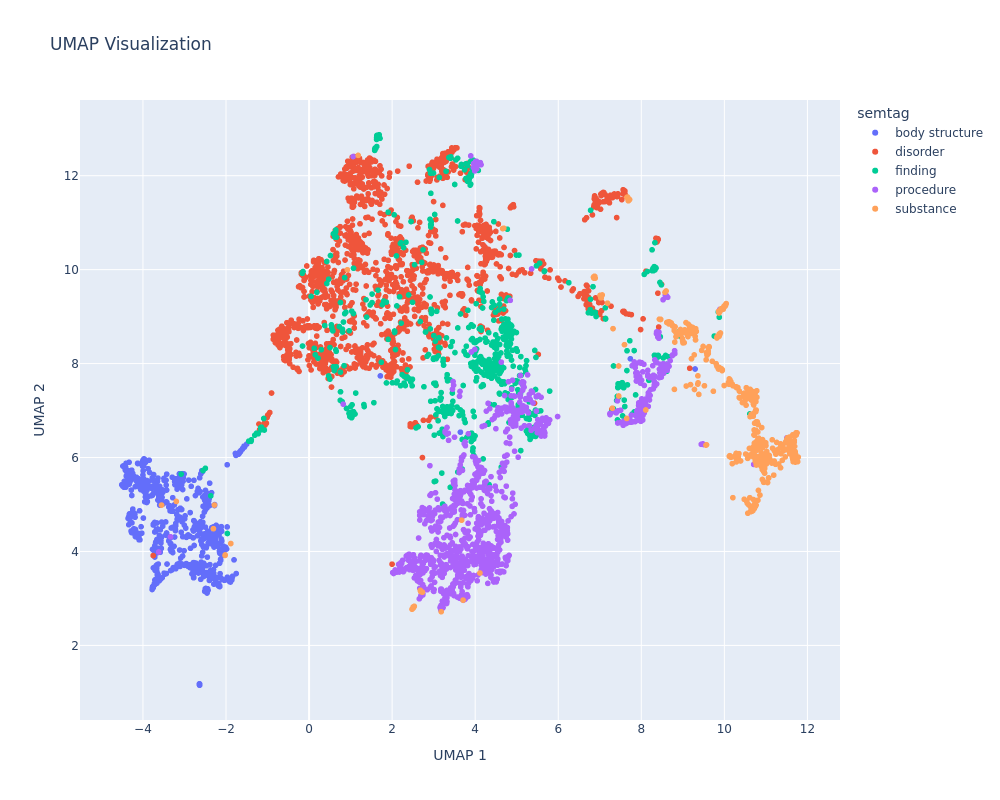 UMAP Visualization
semtag
body structure
disorder
finding
procedure
substance
12
10
8
6
4
2
UMAP 2
−4
−2
0
2
4
6
8
10
12
UMAP 1